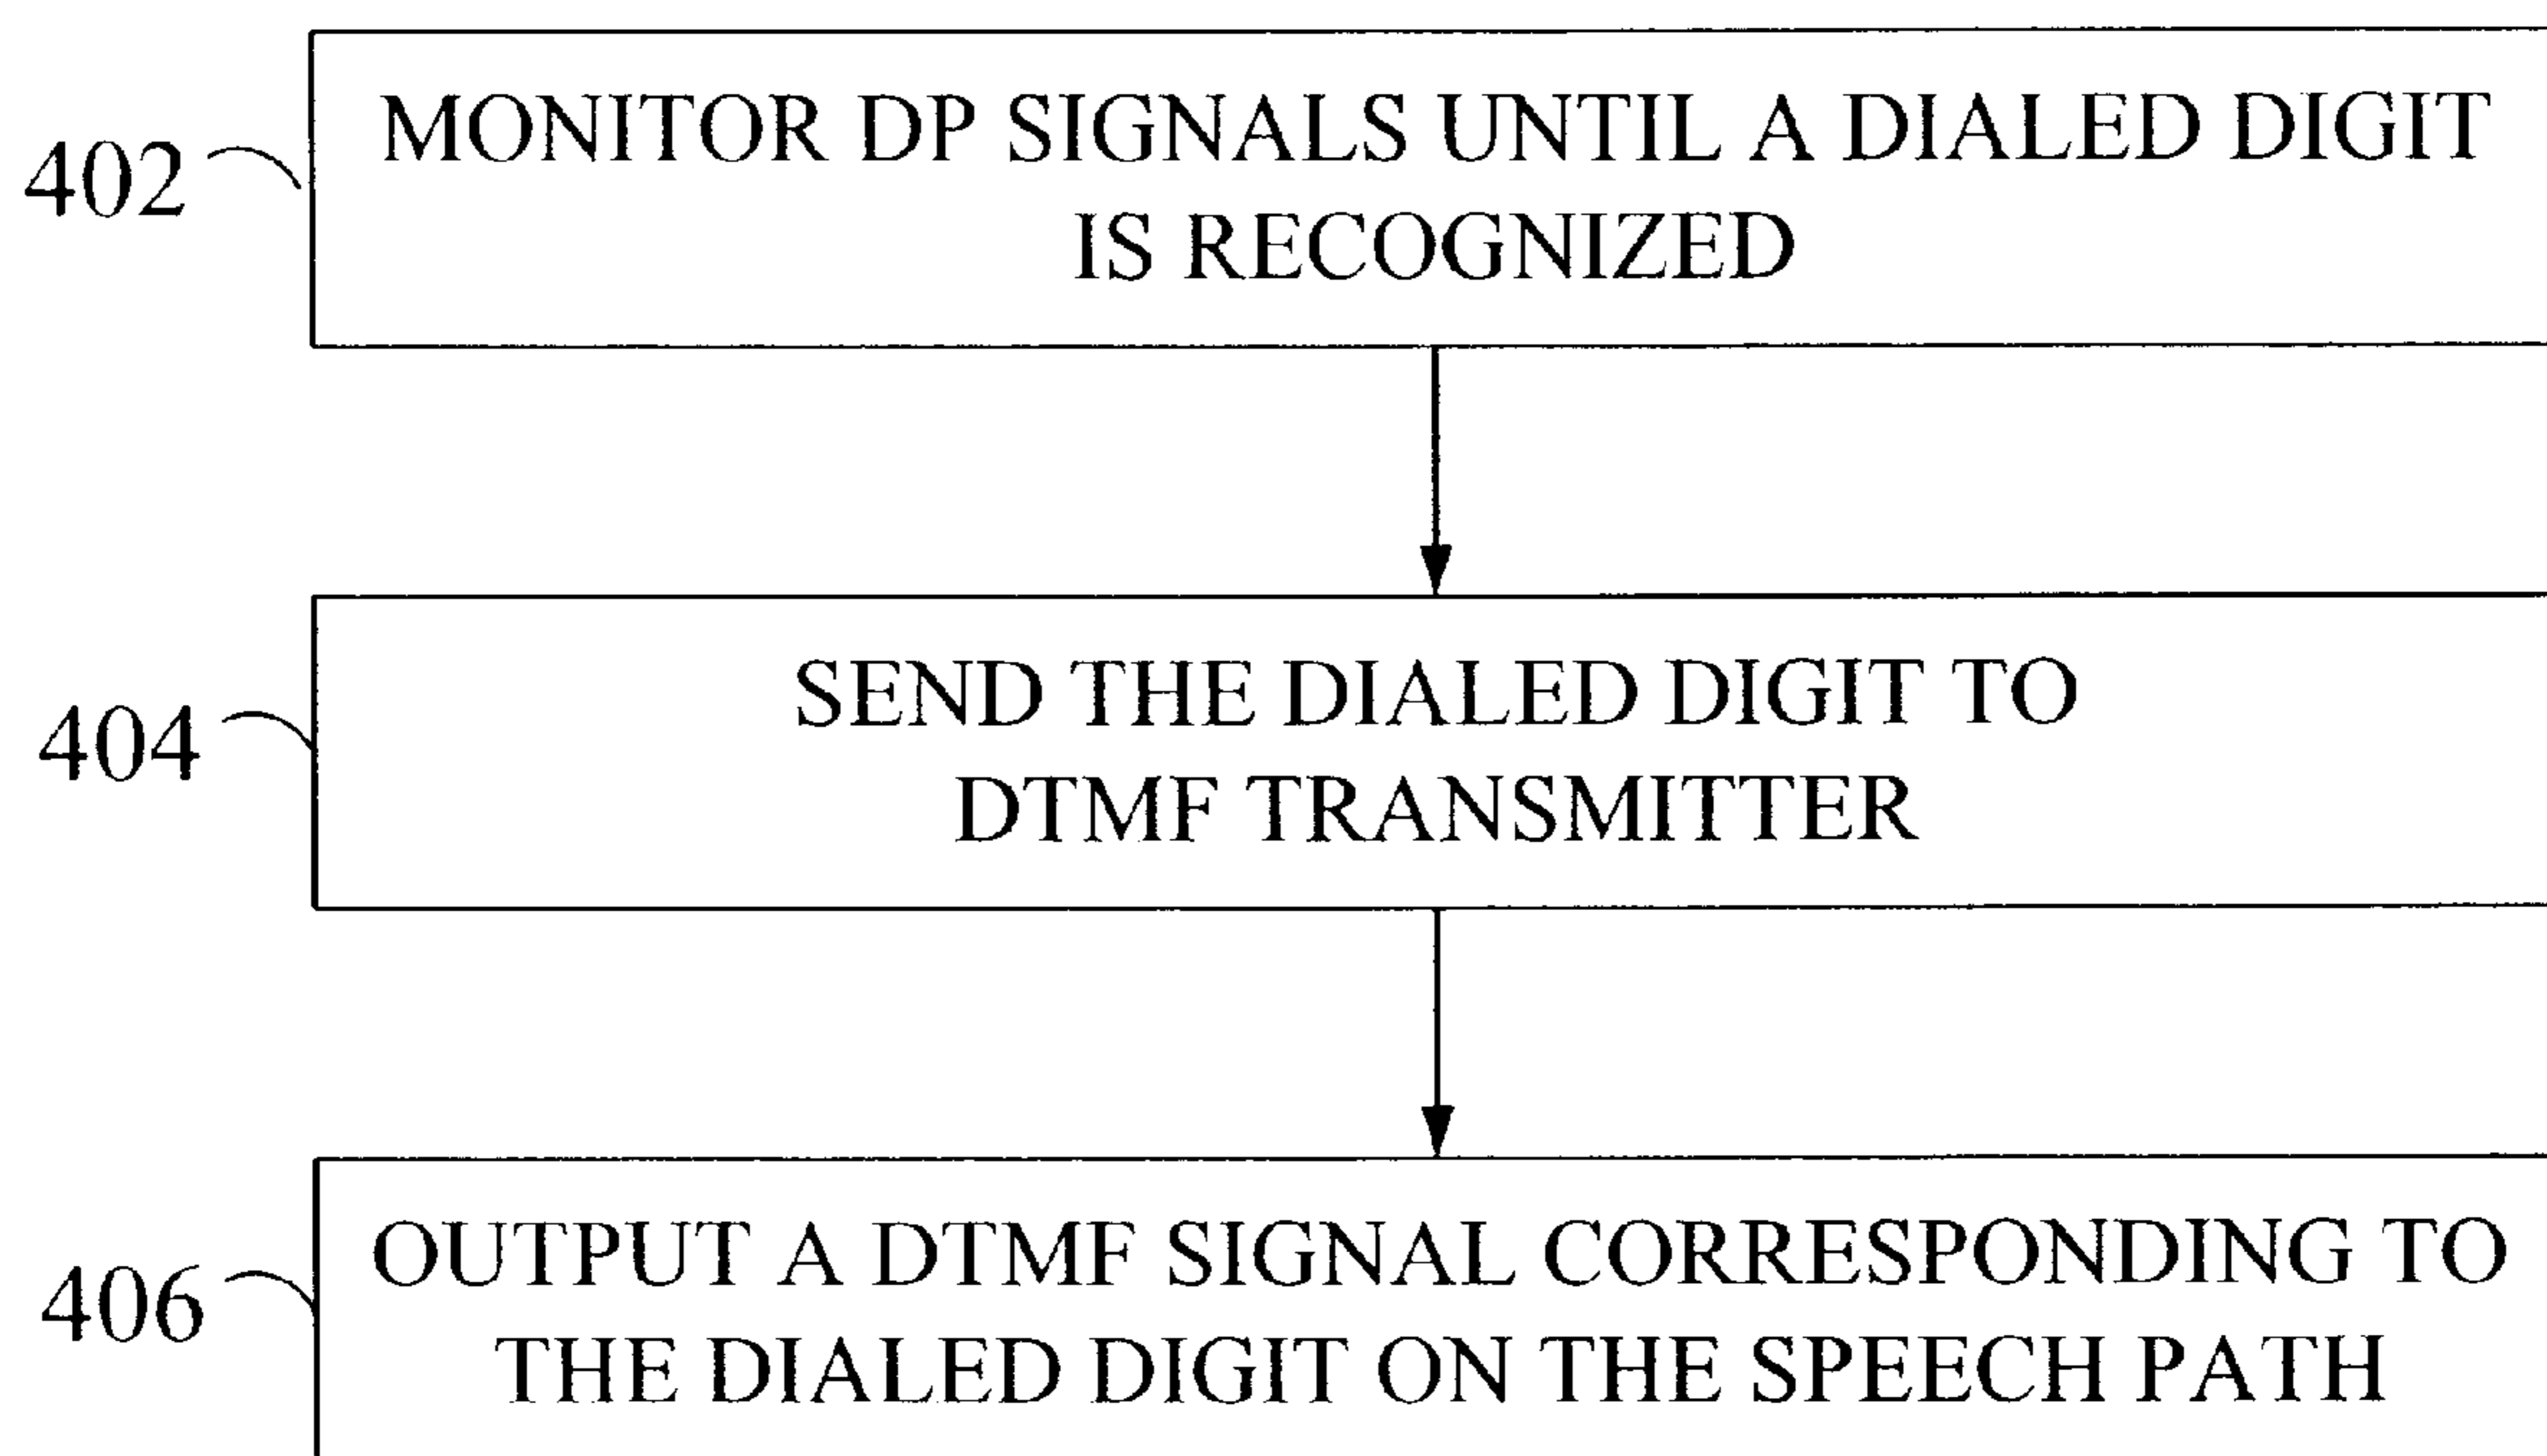 402
MONITOR DP SIGNALS UNTIL A DIALED DIGIT
IS RECOGNIZED
404
SEND THE DIALED DIGIT TO
DTMF TRANSMITTER
406
OUTPUT A DTMF SIGNAL CORRESPONDING TO
THE DIALED DIGIT ON THE SPEECH PATH